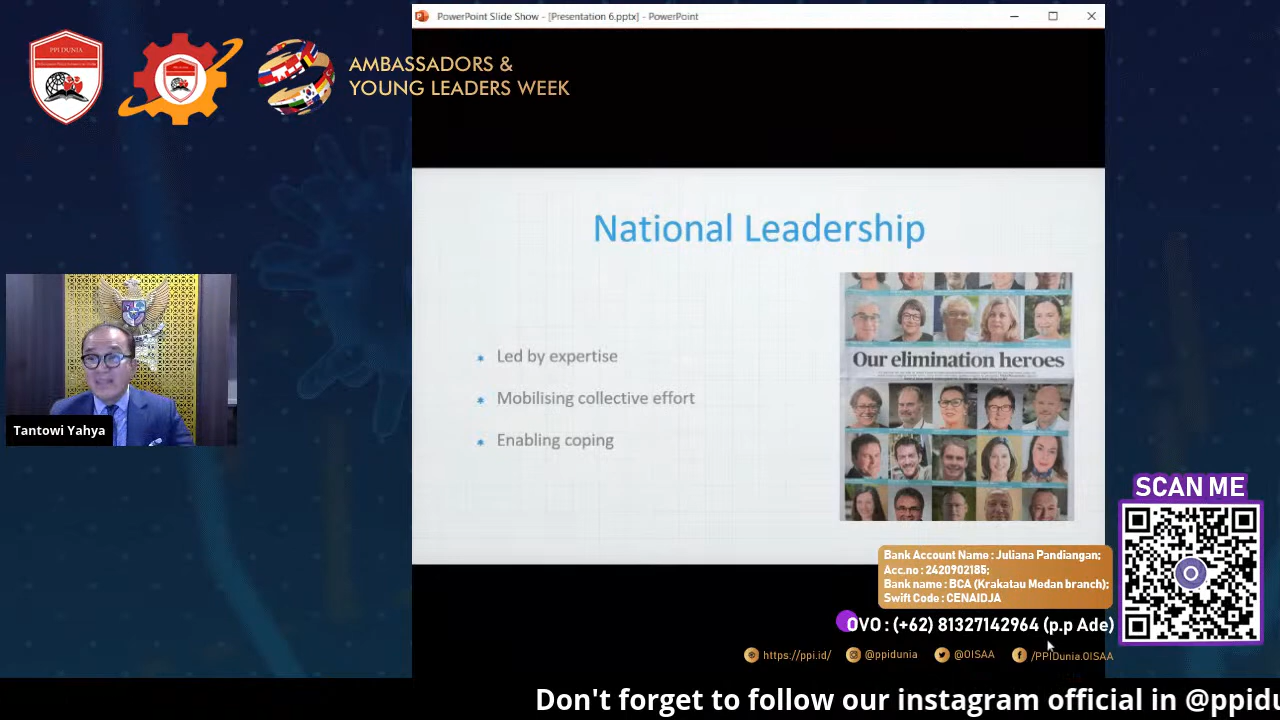 PowerPoint Slide Show - [Presentation 6.pptx] - PowerPoint
PPI DUNIA
AMBASSADORS &
YOUNG LEADERS WEEK
National Leadership
Led by expertise
Mobilising collective effort
Enabling coping
Our elimination heroes
Tantowi Yahya
SCAN ME
Bank Account Name : Juliana Pandiangan;
Acc.no : 2420902185;
Bank name : BCA (Krakatau Medan branch);
Swift Code : CENAIDJA
OVO : (+62) 81327142964 (p.p Ade)
https://ppi.id/ @ppidunia @OISAA /PPIDunia.OISAA
Don't forget to follow our instagram official in @ppidu